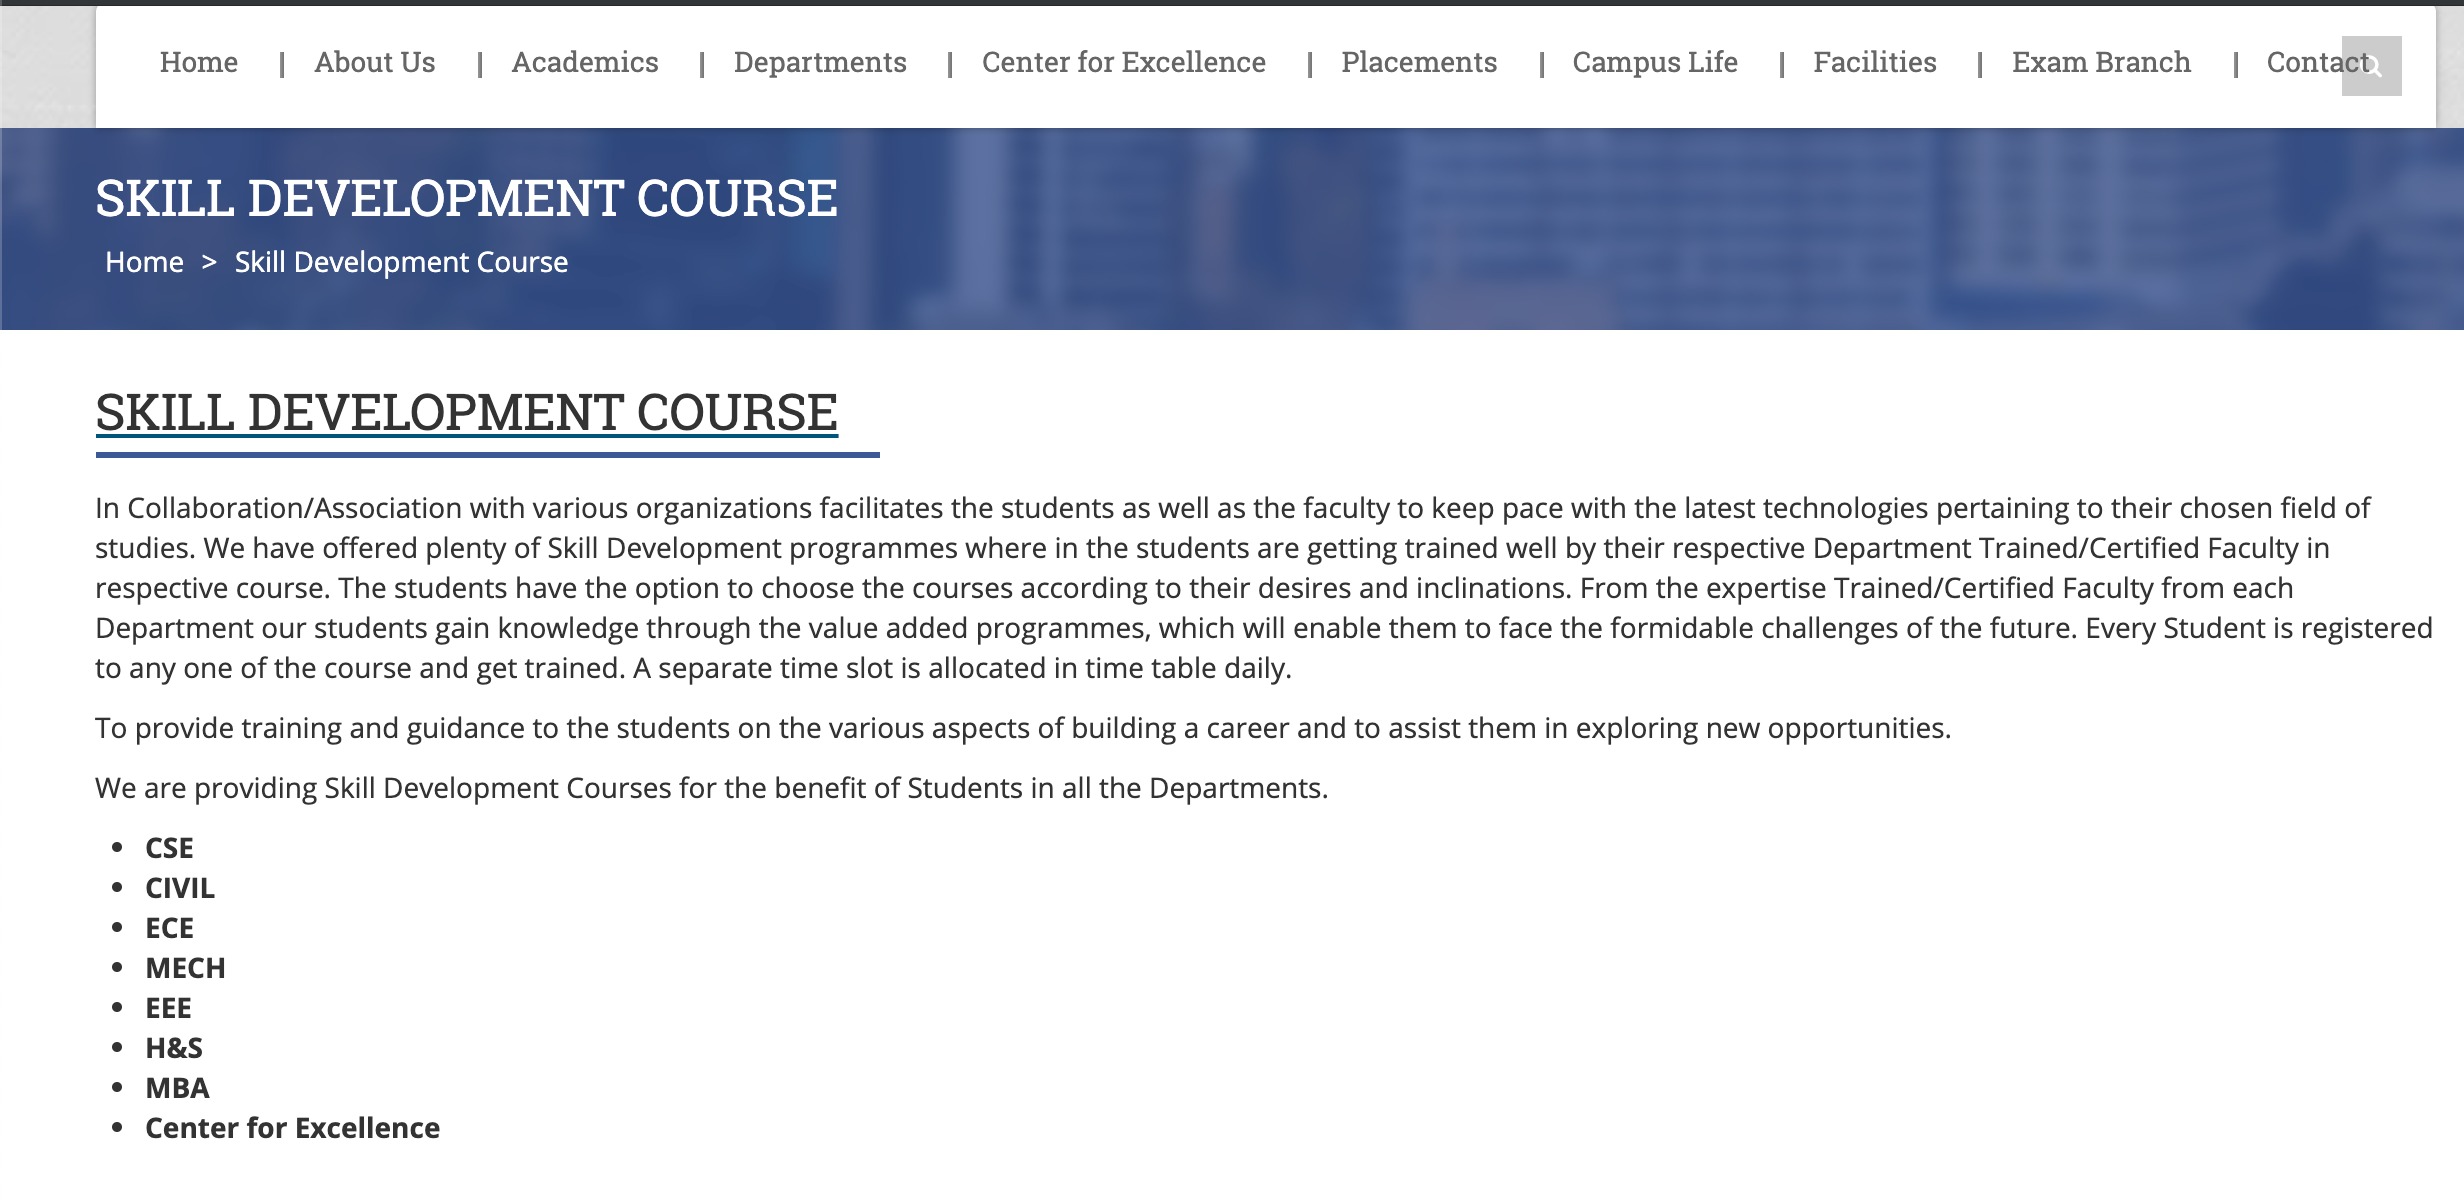 Home | About Us | Academics | Departments | Center for Excellence | Placements | Campus Life | Facilities | Exam Branch | Contact
SKILL DEVELOPMENT COURSE
Home > Skill Development Course
SKILL DEVELOPMENT COURSE
In Collaboration/Association with various organizations facilitates the students as well as the faculty to keep pace with the latest technologies pertaining to their chosen field of
studies. We have offered plenty of Skill Development programmes where in the students are getting trained well by their respective Department Trained/Certified Faculty in
respective course. The students have the option to choose the courses according to their desires and inclinations. From the expertise Trained/Certified Faculty from each
Department our students gain knowledge through the value added programmes, which will enable them to face the formidable challenges of the future. Every Student is registered
to any one of the course and get trained. A separate time slot is allocated in time table daily.
To provide training and guidance to the students on the various aspects of building a career and to assist them in exploring new opportunities.
We are providing Skill Development Courses for the benefit of Students in all the Departments.
• CSE
• CIVIL
• ECE
• MECH
• EEE
• H&S
• MBA
• Center for Excellence